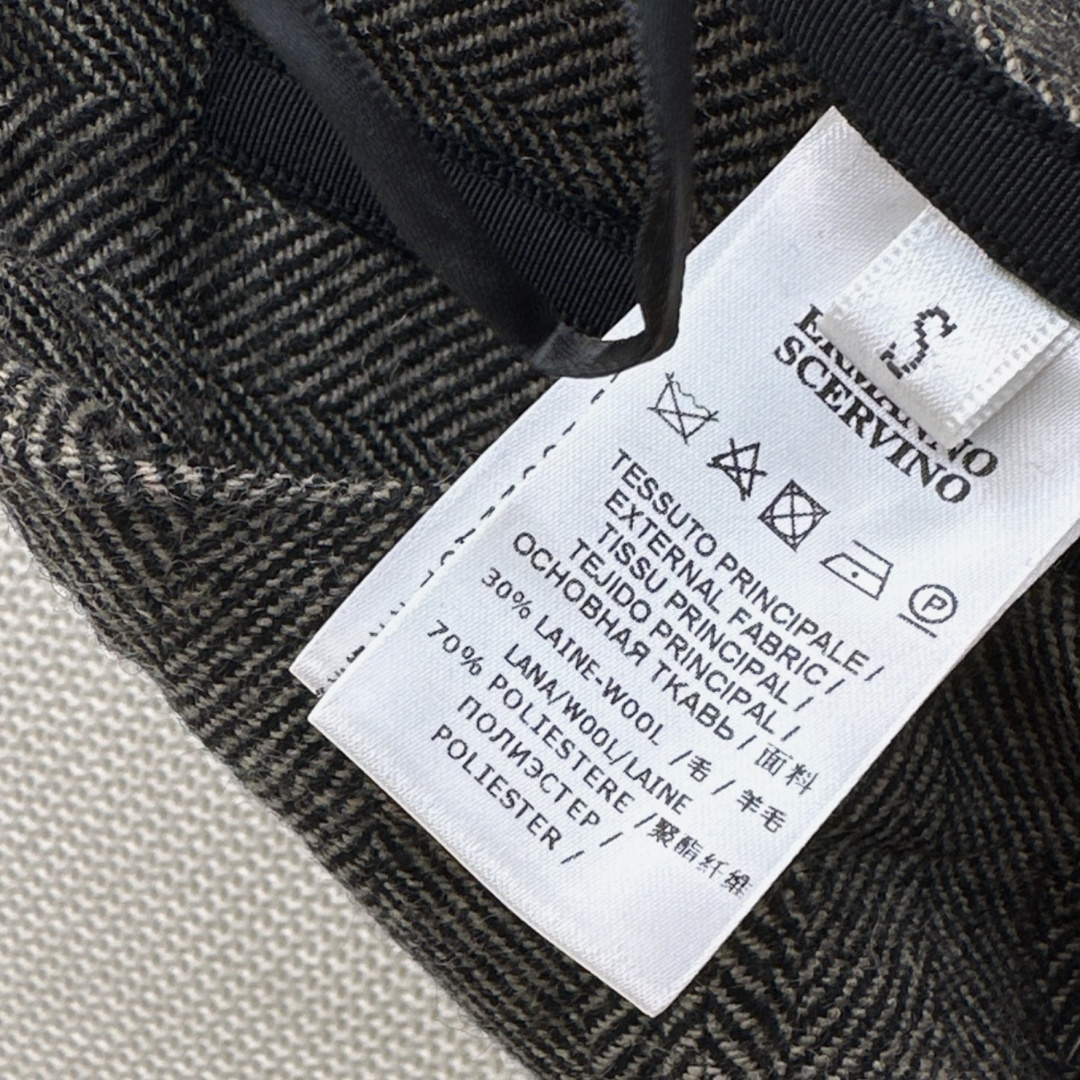 S
ERMANNO
SCERVINO
P
TESSUTO PRINCIPALE /
EXTERNAL FABRIC /
TISSU PRINCIPAL /
TEJIDO PRINCIPAL /
ОСНОВНАЯ ТКАВЬ / 面料
30% LAINE-WOOL /毛 / 羊毛
LANA/WOOL/LAINE
70% POLIESTERE /聚酯纤维
ПОЛИЭСТЕР /
POLIESTER /